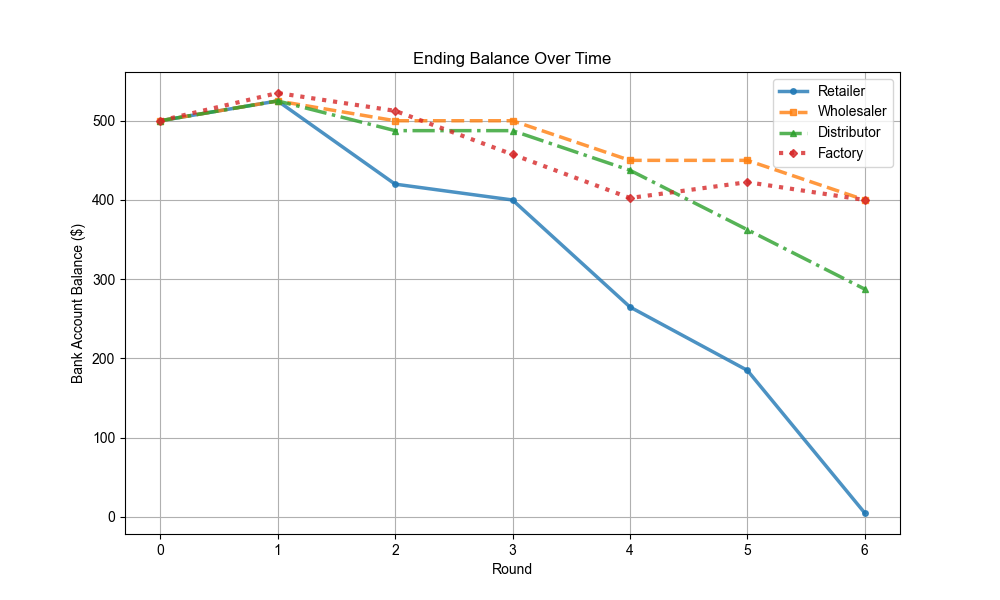 Ending Balance Over Time
Retailer
Wholesaler
Distributor
Factory
500
400
300
200
100
0
Bank Account Balance ($)
0 1 2 3 4 5 6
Round